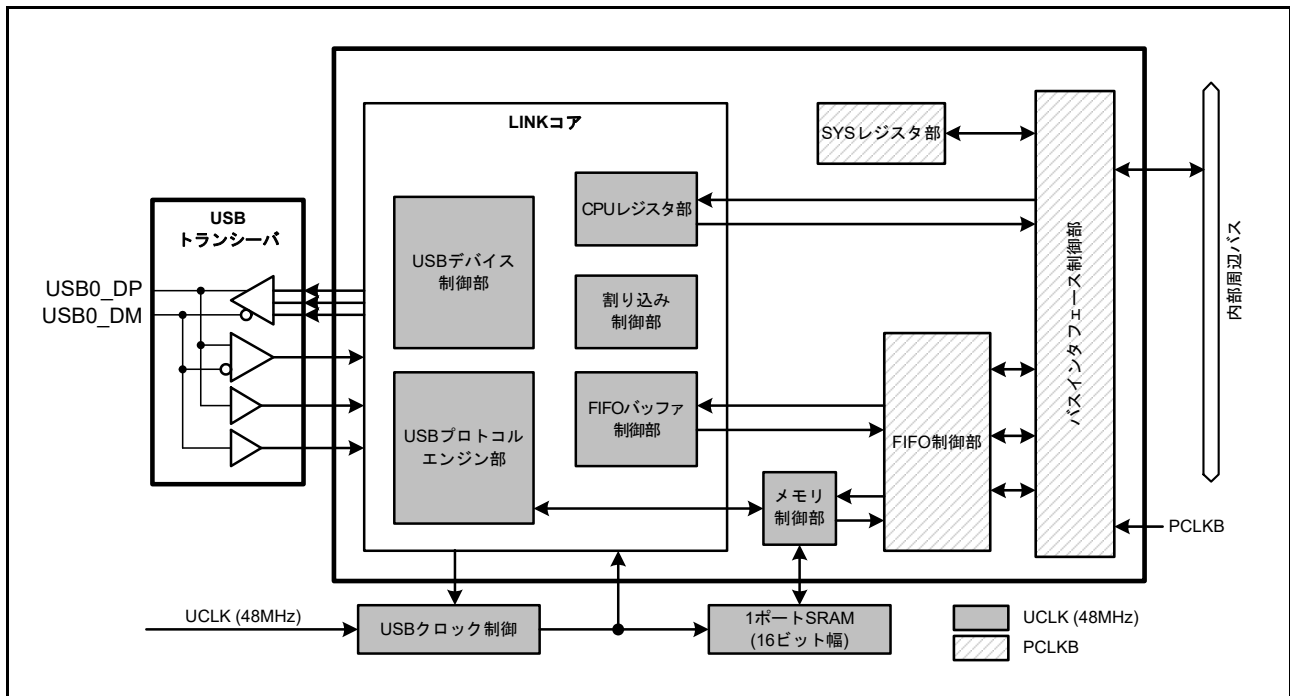 LINKコア
SYSレジスタ部
CPUレジスタ部
USB
トランシーバ
USBデバイス
制御部
USB0_DP
USB0_DM
割り込み
制御部
バスインタフェース制御部
内部周辺バス
FIFOバッファ
制御部
USBプロトコル
エンジン部
FIFO制御部
メモリ
制御部
PCLKB
UCLK (48MHz)
USBクロック制御
1ポートSRAM
(16ビット幅)
UCLK (48MHz)
PCLKB